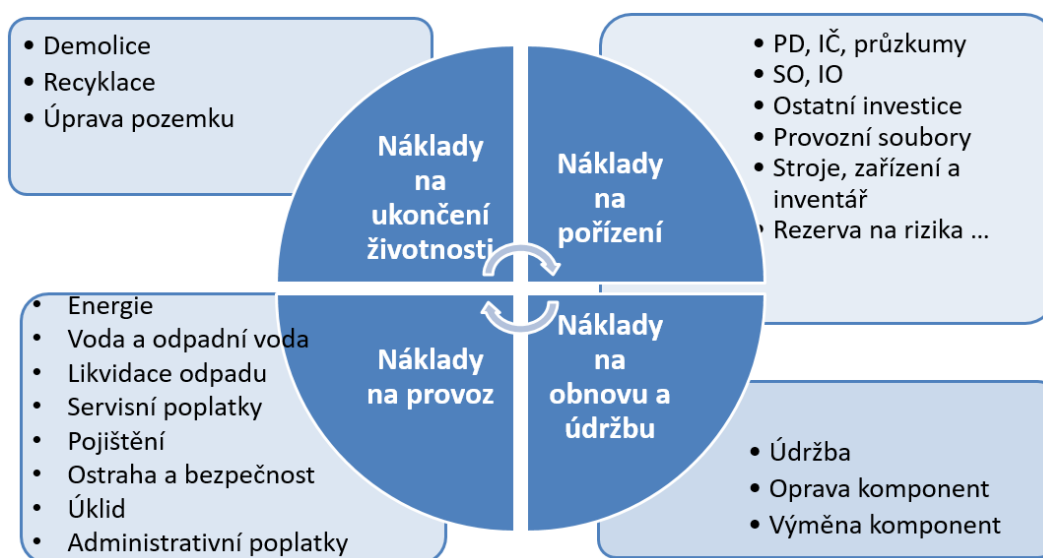 • Demolice
• Recyklace
• Úprava pozemku
Náklady
na
ukončení
životnosti
Náklady
na
pořízení
• PD, IČ, průzkumy
• SO, IO
• Ostatní investice
• Provozní soubory
• Stroje, zařízení a
inventář
• Rezerva na rizika ...
• Energie
• Voda a odpadní voda
• Likvidace odpadu
• Servisní poplatky
• Pojištění
• Ostraha a bezpečnost
• Úklid
• Administrativní poplatky
Náklady
na provoz
Náklady
na
obnovu a
údržbu
• Údržba
• Oprava komponent
• Výměna komponent